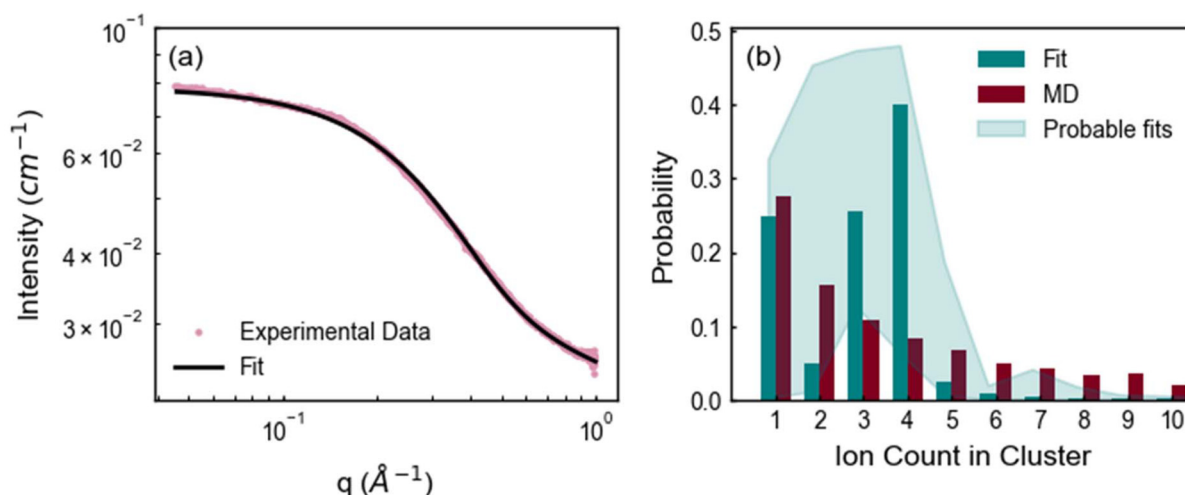 (a)
10⁻¹
6 × 10⁻²
4 × 10⁻²
3 × 10⁻²
Intensity (cm⁻¹)
Experimental Data
Fit
10⁻¹
10⁰
q (Å⁻¹)
(b)
0.5
0.4
0.3
0.2
0.1
0.0
Probability
Fit
MD
Probable fits
1 2 3 4 5 6 7 8 9 10
Ion Count in Cluster